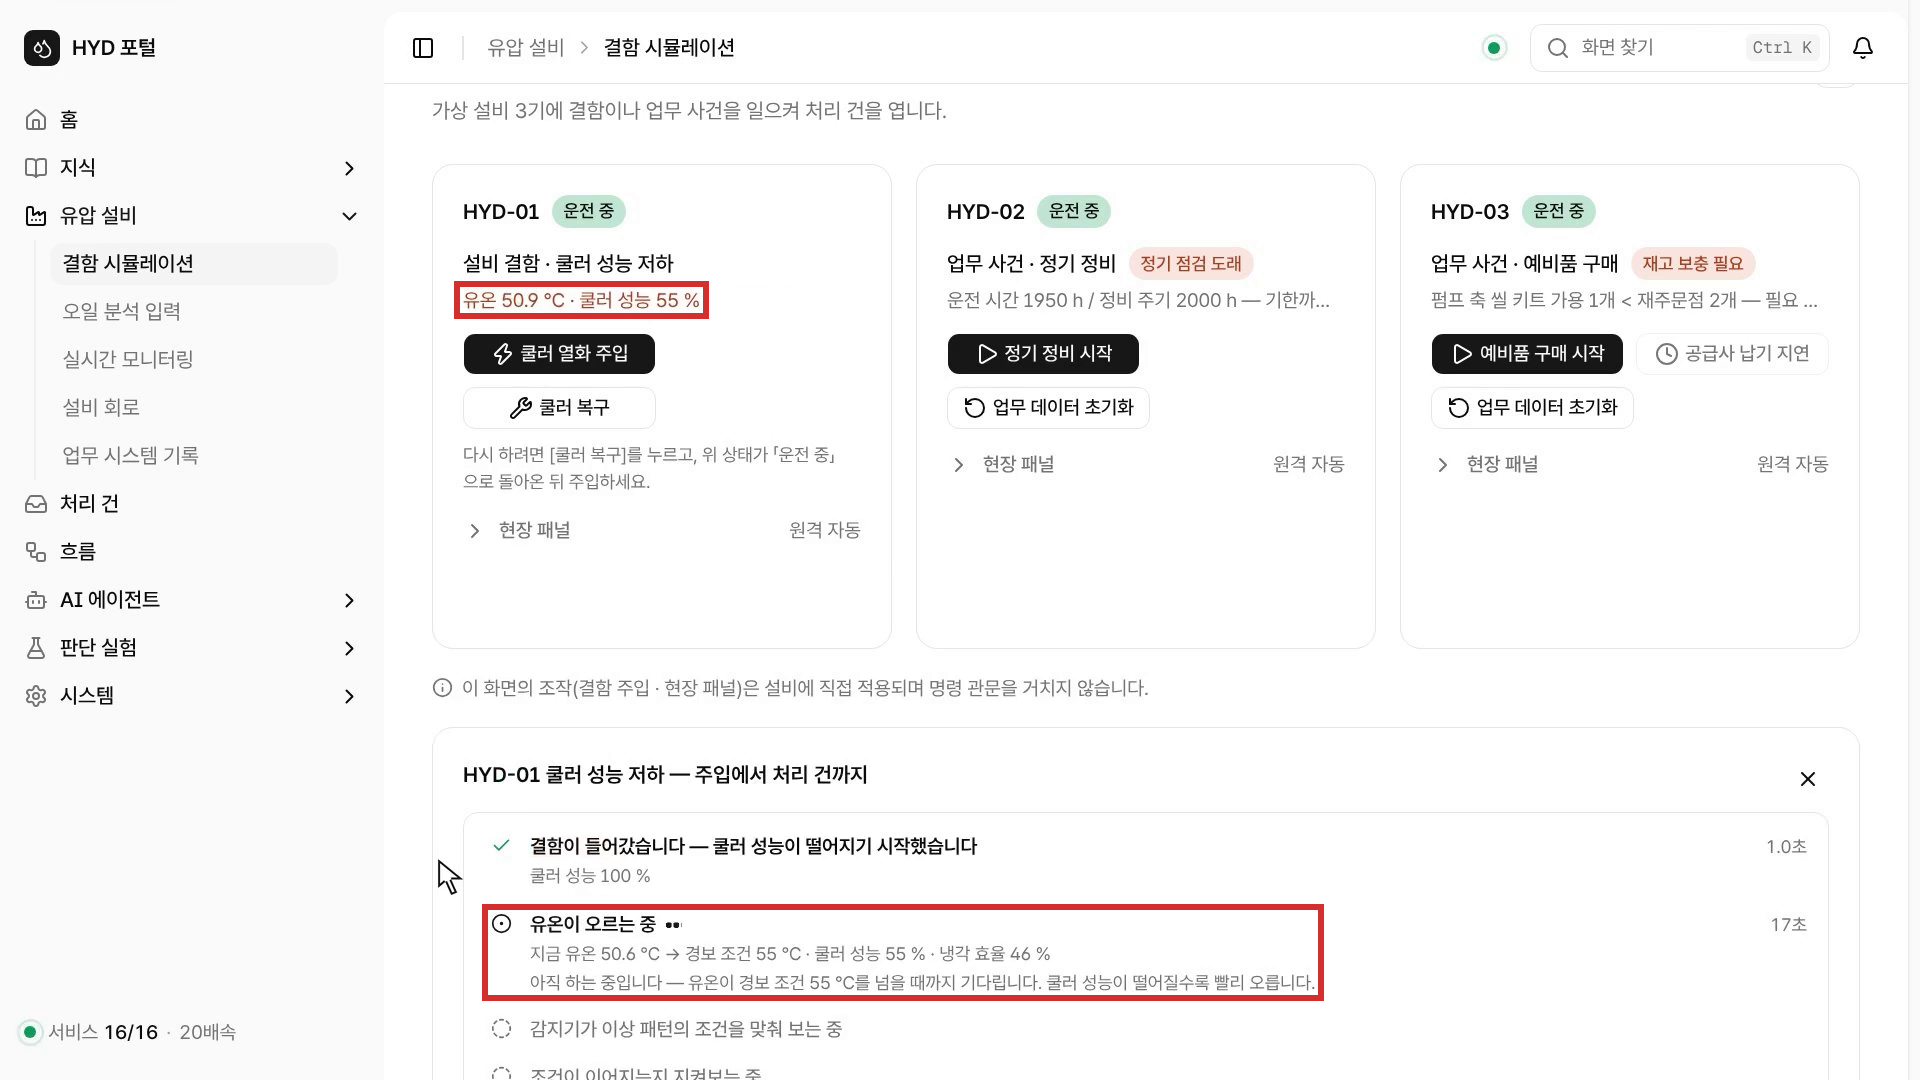 HYD 포털
홈
지식
유압 설비
결함 시뮬레이션
오일 분석 입력
실시간 모니터링
설비 회로
업무 시스템 기록
처리 건
흐름
AI 에이전트
판단 실험
시스템
서비스 16/16 · 20배속
유압 설비 > 결함 시뮬레이션
화면 찾기 Ctrl K
가상 설비 3기에 결함이나 업무 사건을 일으켜 처리 건을 엽니다.
HYD-01 운전 중
설비 결함 · 쿨러 성능 저하
유온 50.9 °C · 쿨러 성능 55 %
쿨러 열화 주입
쿨러 복구
다시 하려면 [쿨러 복구]를 누르고, 위 상태가 「운전 중」
으로 돌아온 뒤 주입하세요.
현장 패널 원격 자동
HYD-02 운전 중
업무 사건 · 정기 정비 정기 점검 도래
운전 시간 1950 h / 정비 주기 2000 h — 기한까...
정기 정비 시작
업무 데이터 초기화
현장 패널 원격 자동
HYD-03 운전 중
업무 사건 · 예비품 구매 재고 보충 필요
펌프 축 씰 키트 가용 1개 < 재주문점 2개 — 필요 ...
예비품 구매 시작 공급사 납기 지연
업무 데이터 초기화
현장 패널 원격 자동
이 화면의 조작(결함 주입 · 현장 패널)은 설비에 직접 적용되며 명령 관문을 거치지 않습니다.
HYD-01 쿨러 성능 저하 — 주입에서 처리 건까지
결함이 들어갔습니다 — 쿨러 성능이 떨어지기 시작했습니다 1.0초
쿨러 성능 100 %
유온이 오르는 중 17초
지금 유온 50.6 °C → 경보 조건 55 °C · 쿨러 성능 55 % · 냉각 효율 46 %
아직 하는 중입니다 — 유온이 경보 조건 55 °C를 넘을 때까지 기다립니다. 쿨러 성능이 떨어질수록 빨리 오릅니다.
감지기가 이상 패턴의 조건을 맞춰 보는 중
조건이 이어지는지 지켜보는 중